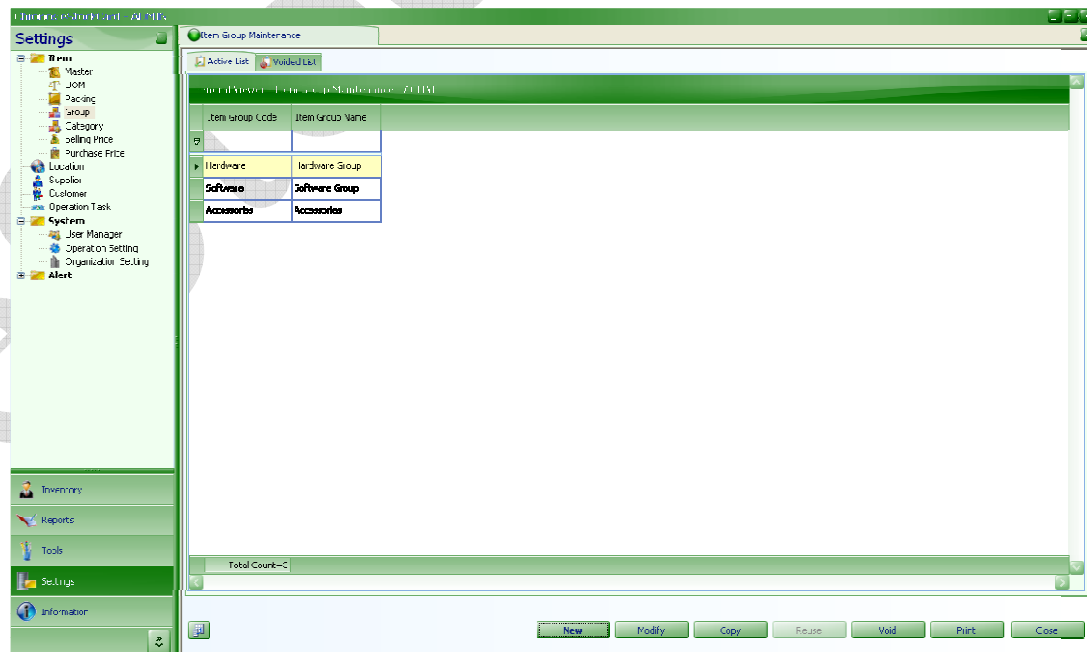 Settings
Item
Master
UOM
Packing
Group
Category
Selling Price
Purchase Price
Location
Supplier
Customer
Operation Task
System
User Manager
Operation Setting
Organization Setting
Alert
Inventory
Reports
Tools
Settings
Information
Item Group Maintenance
Active List Voided List
Item Group Code Item Group Name
Hardware Hardware Group
Software Software Group
Accessories Accessories
Total Count=
New Modify Copy Reuse Void Print Close